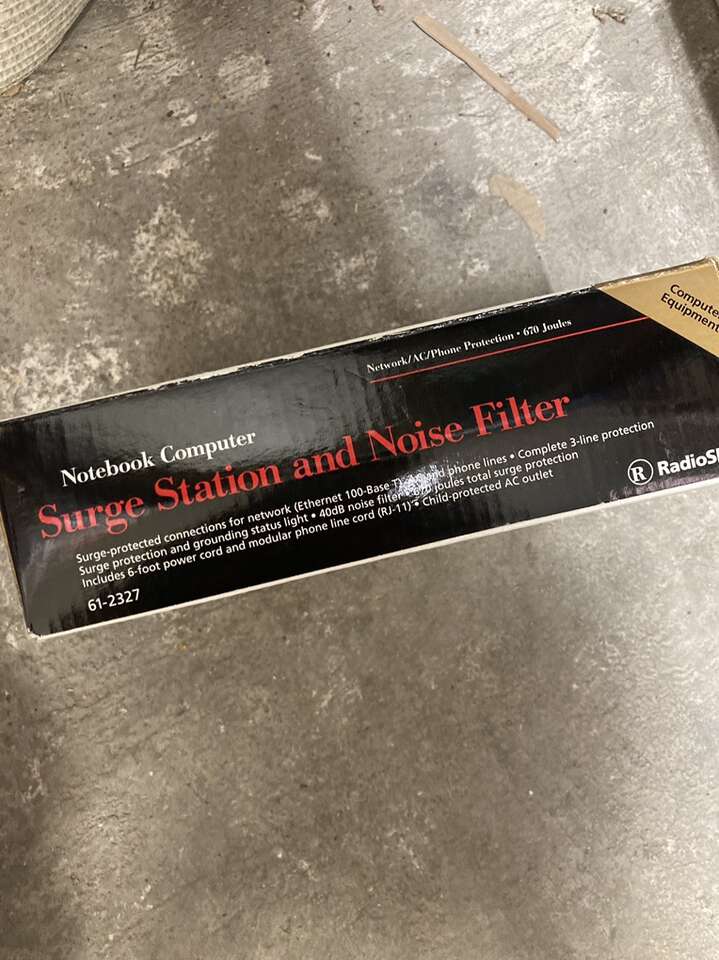 Computer
Equipment
Network/AC/Phone Protection • 670 Joules
Notebook Computer
Surge Station and Noise Filter
Surge-protected connections for network (Ethernet 100-Base and phone lines • Complete 3-line protection
Surge protection and grounding status light • 40dB noise filter • joules total surge protection
Includes 6-foot power cord and modular phone line cord (RJ-11) • Child-protected AC outlet
61-2327
R RadioS